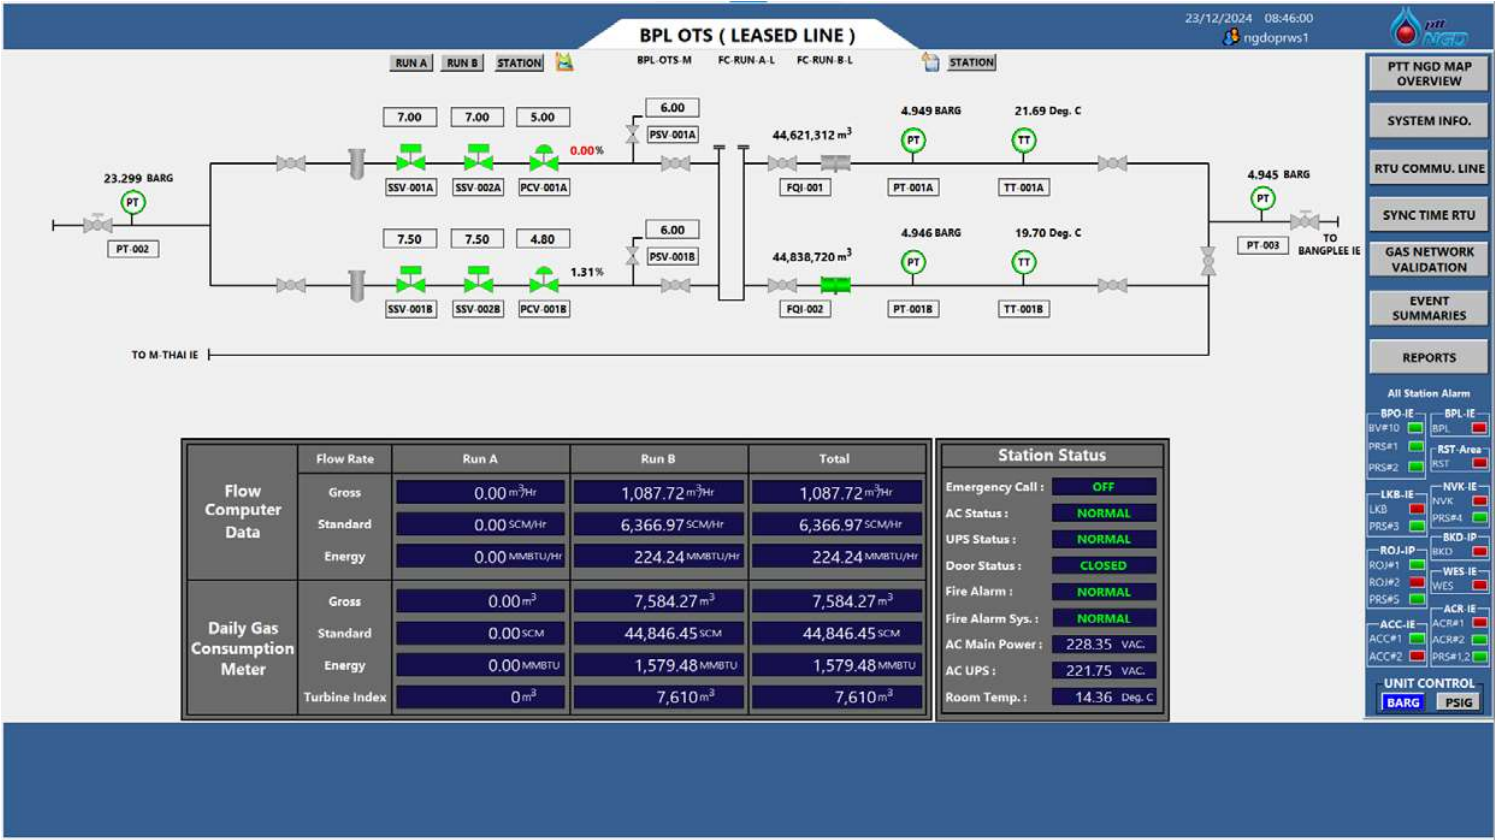 BPL OTS ( LEASED LINE )
23/12/2024 08:46:00
ngdoprws1
ptt
NGD
RUN A RUN B STATION
BPL-OTS-M FC-RUN-A-L FC-RUN-B-L
STATION
7.00 7.00 5.00
6.00
PSV-001A
0.00%
SSV-001A SSV-002A PCV-001A
44,621,312 m³
FQI-001
4.949 BARG
PT
PT-001A
21.69 Deg. C
TT
TT-001A
23.299 BARG
PT
PT-002
4.945 BARG
PT
PT-003
TO
BANGPLEE IE
7.50 7.50 4.80
6.00
PSV-001B
1.31%
SSV-001B SSV-002B PCV-001B
44,838,720 m³
FQI-002
4.946 BARG
PT
PT-001B
19.70 Deg. C
TT
TT-001B
TO M-THAI IE
Flow Rate Run A Run B Total
Flow
Computer
Data
Gross 0.00 m³/Hr 1,087.72 m³/Hr 1,087.72 m³/Hr
Standard 0.00 SCM/Hr 6,366.97 SCM/Hr 6,366.97 SCM/Hr
Energy 0.00 MMBTU/Hr 224.24 MMBTU/Hr 224.24 MMBTU/Hr
Daily Gas
Consumption
Meter
Gross 0.00 m³ 7,584.27 m³ 7,584.27 m³
Standard 0.00 SCM 44,846.45 SCM 44,846.45 SCM
Energy 0.00 MMBTU 1,579.48 MMBTU 1,579.48 MMBTU
Turbine Index 0 m³ 7,610 m³ 7,610 m³
Station Status
Emergency Call : OFF
AC Status : NORMAL
UPS Status : NORMAL
Door Status : CLOSED
Fire Alarm : NORMAL
Fire Alarm Sys. : NORMAL
AC Main Power : 228.35 VAC.
AC UPS : 221.75 VAC.
Room Temp. : 14.36 Deg. C
PTT NGD MAP
OVERVIEW
SYSTEM INFO.
RTU COMMU. LINE
SYNC TIME RTU
GAS NETWORK
VALIDATION
EVENT
SUMMARIES
REPORTS
All Station Alarm
BPO-IE
BV#10
PRS#1
PRS#2
BPL-IE
BPL
RST-Area
RST
LKB-IE
LKB
PRS#3
NVK-IE
NVK
PRS#4
ROJ-IP
ROJ#1
ROJ#2
PRS#5
BKD-IP
BKD
WES-IE
WES
ACC-IE
ACC#1
ACC#2
ACR-IE
ACR#1
ACR#2
PRS#1,2
UNIT CONTROL
BARG PSIG